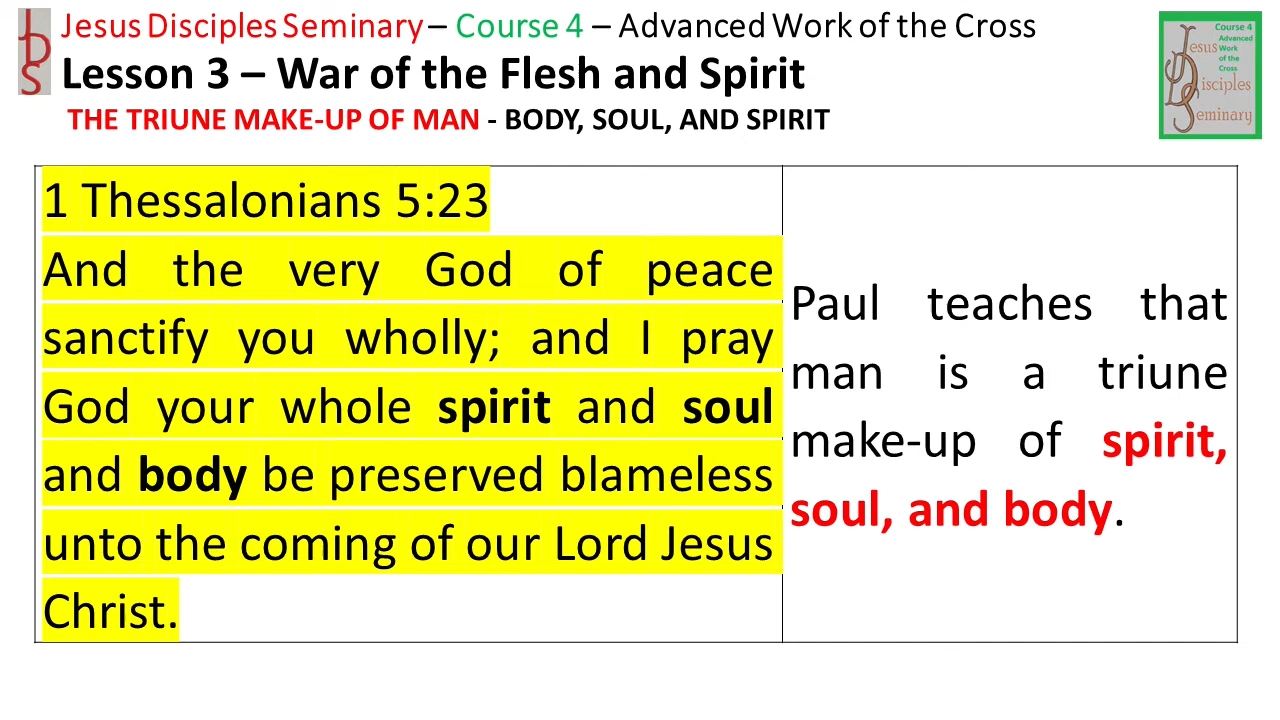 JDS
Jesus Disciples Seminary – Course 4 – Advanced Work of the Cross
Lesson 3 – War of the Flesh and Spirit
THE TRIUNE MAKE-UP OF MAN - BODY, SOUL, AND SPIRIT
Course 4
Advanced
Work
of the
Cross
Jesus
Disciples
Seminary
1 Thessalonians 5:23
And the very God of peace
sanctify you wholly; and I pray
God your whole spirit and soul
and body be preserved blameless
unto the coming of our Lord Jesus
Christ.
Paul teaches that
man is a triune
make-up of spirit,
soul, and body.